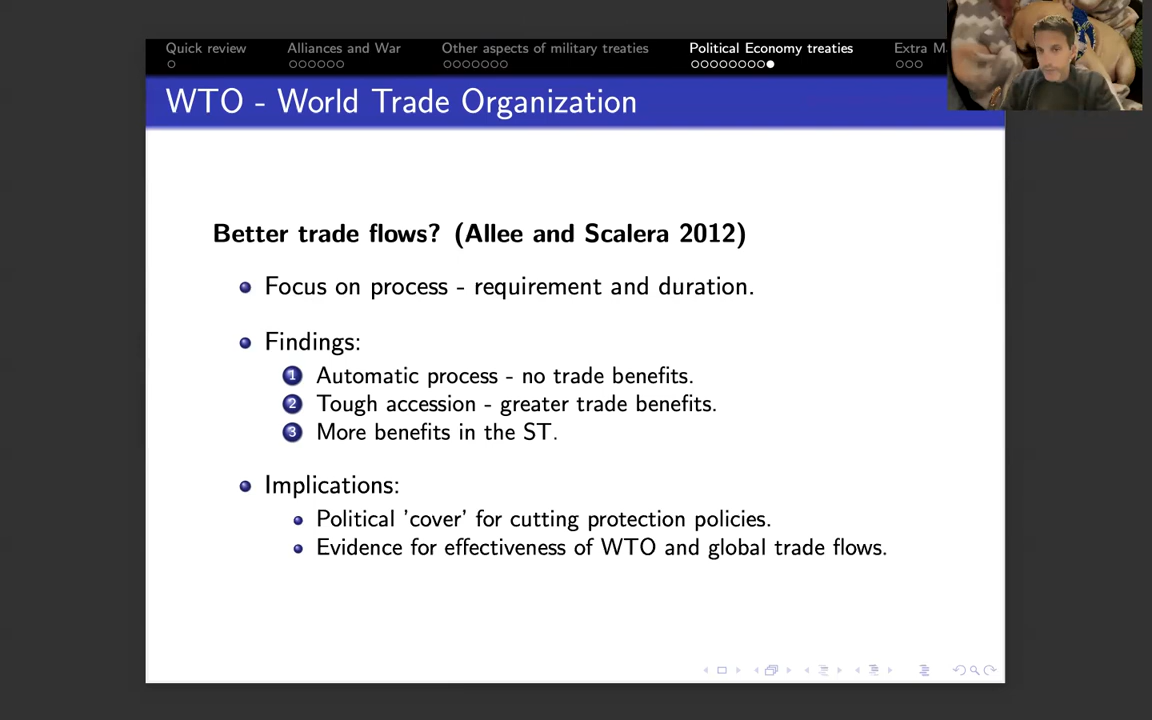 Quick review Alliances and War Other aspects of military treaties Political Economy treaties Extra M
WTO - World Trade Organization
Better trade flows? (Allee and Scalera 2012)
Focus on process - requirement and duration.
Findings:
1 Automatic process - no trade benefits.
2 Tough accession - greater trade benefits.
3 More benefits in the ST.
Implications:
Political 'cover' for cutting protection policies.
Evidence for effectiveness of WTO and global trade flows.